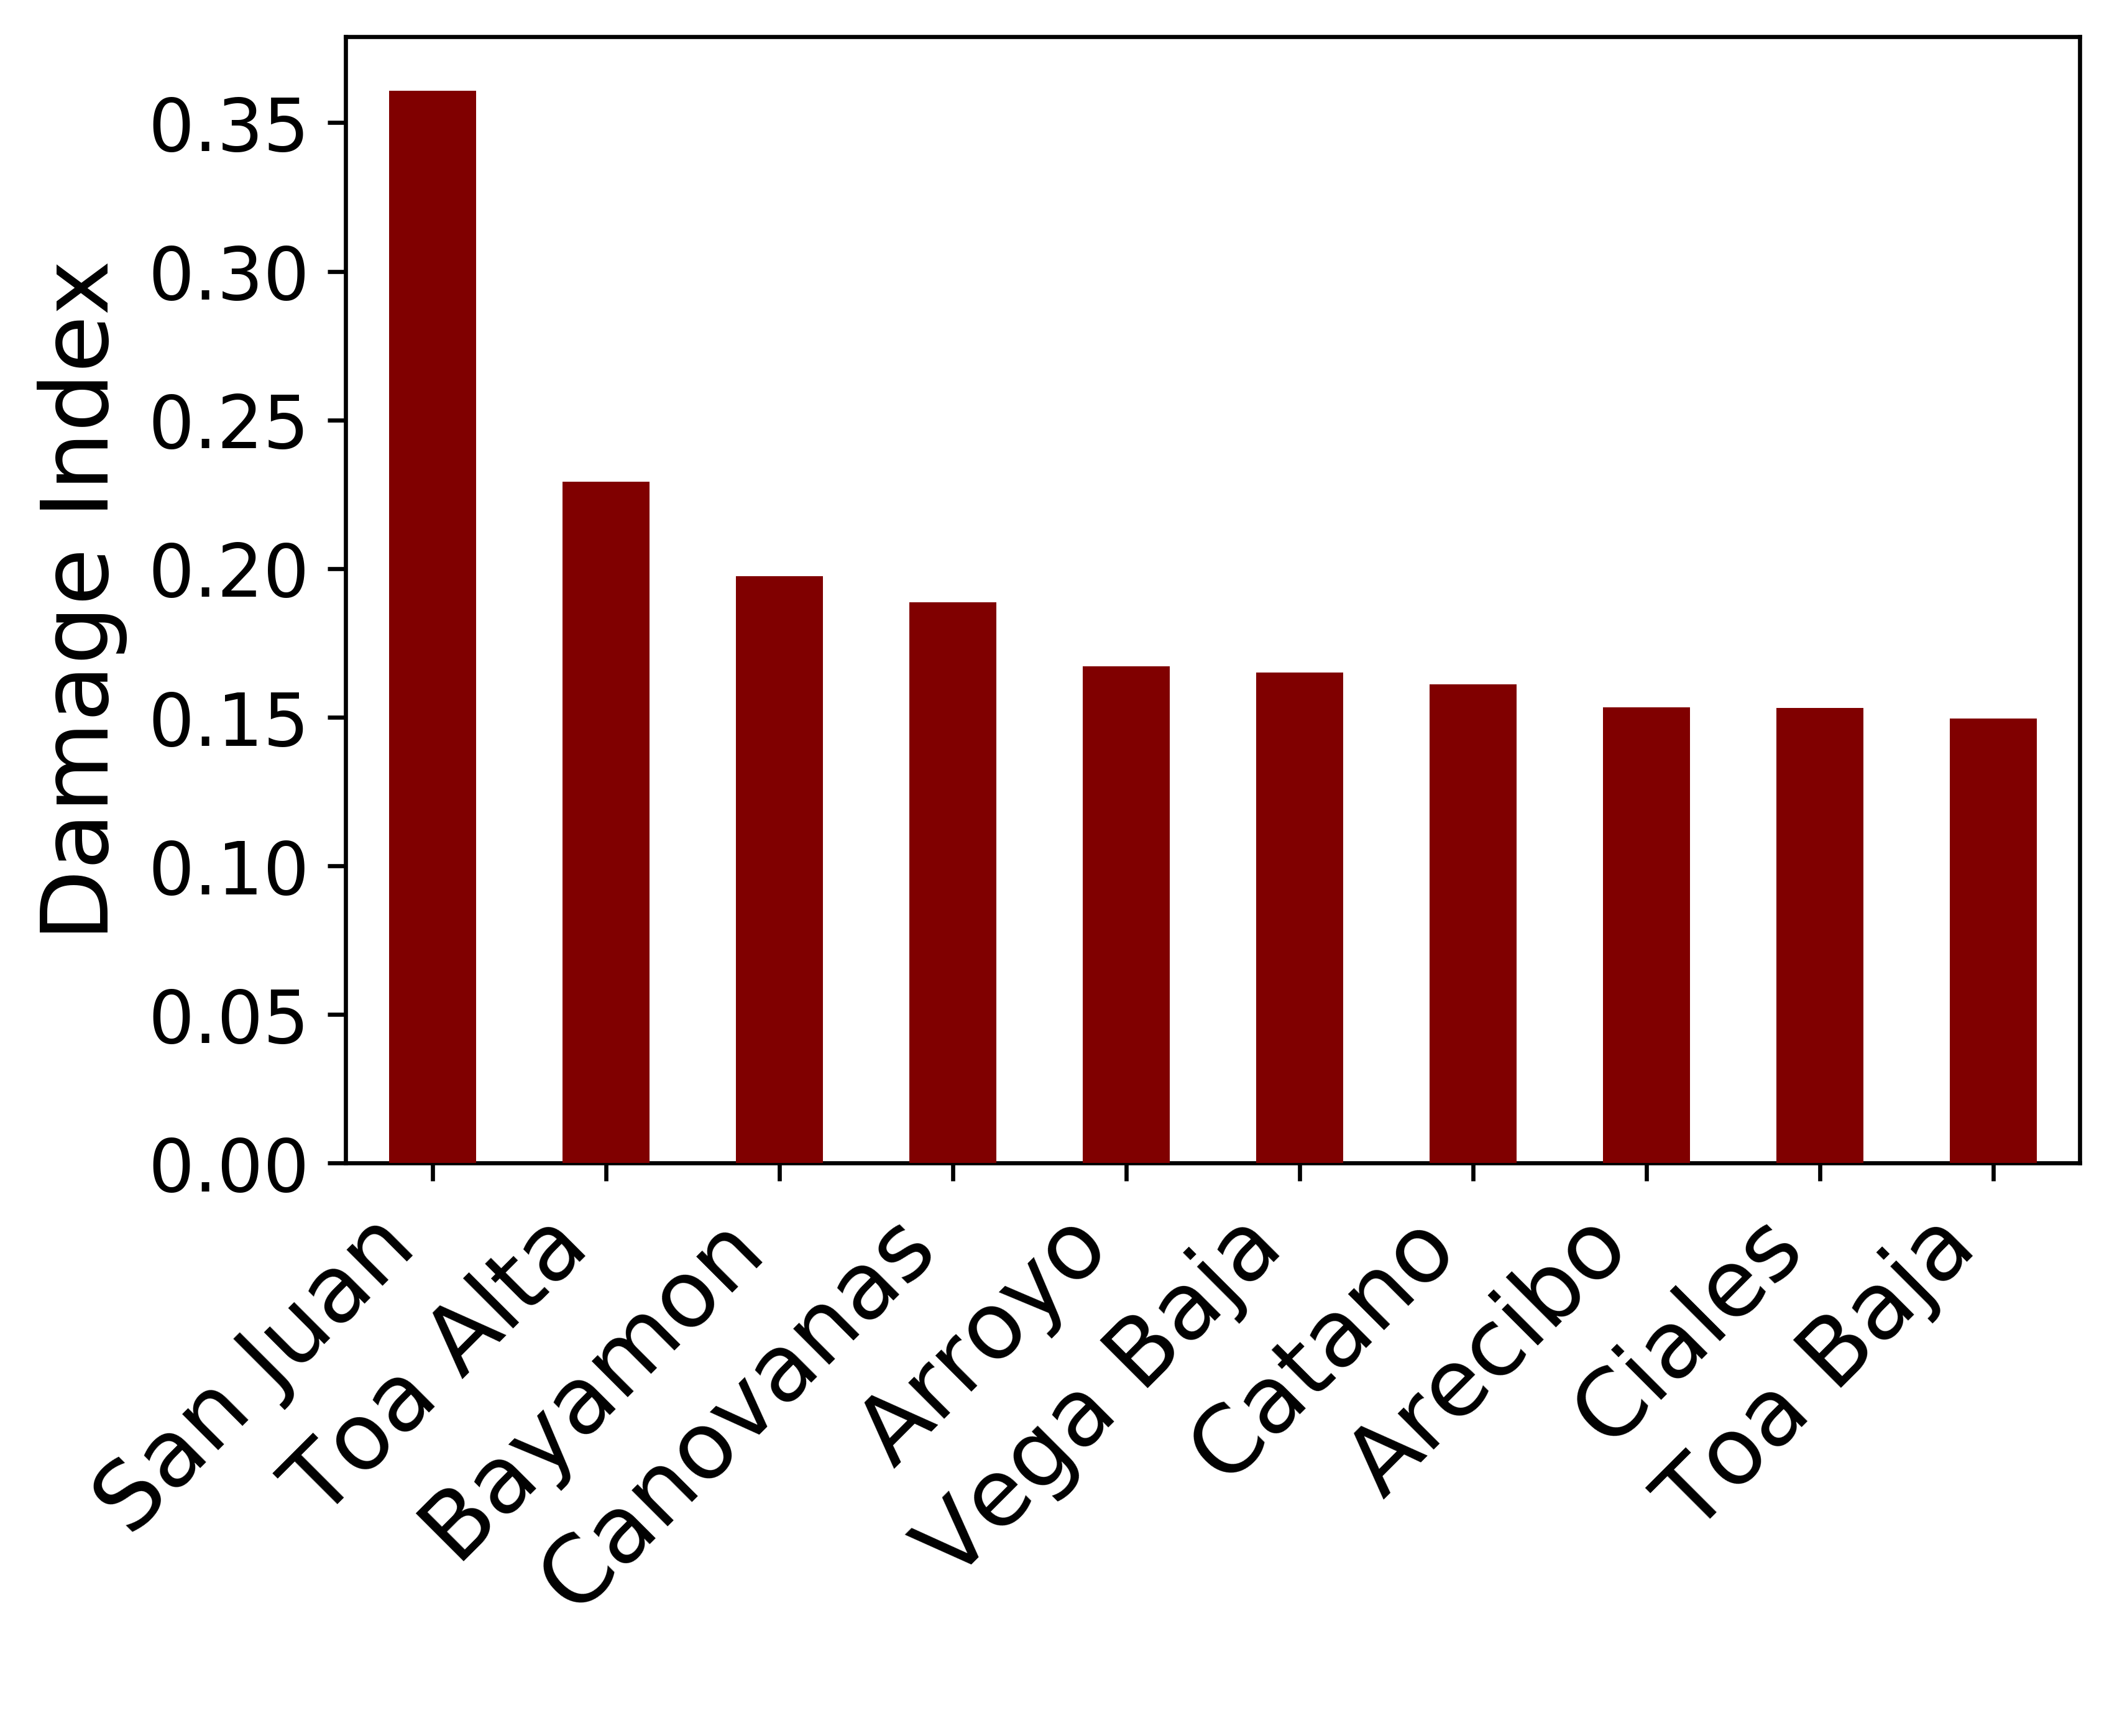 Damage Index
0.35
0.30
0.25
0.20
0.15
0.10
0.05
0.00
San Juan
Toa Alta
Bayamon
Canovanas
Arroyo
Vega Baja
Catano
Arecibo
Ciales
Toa Baja